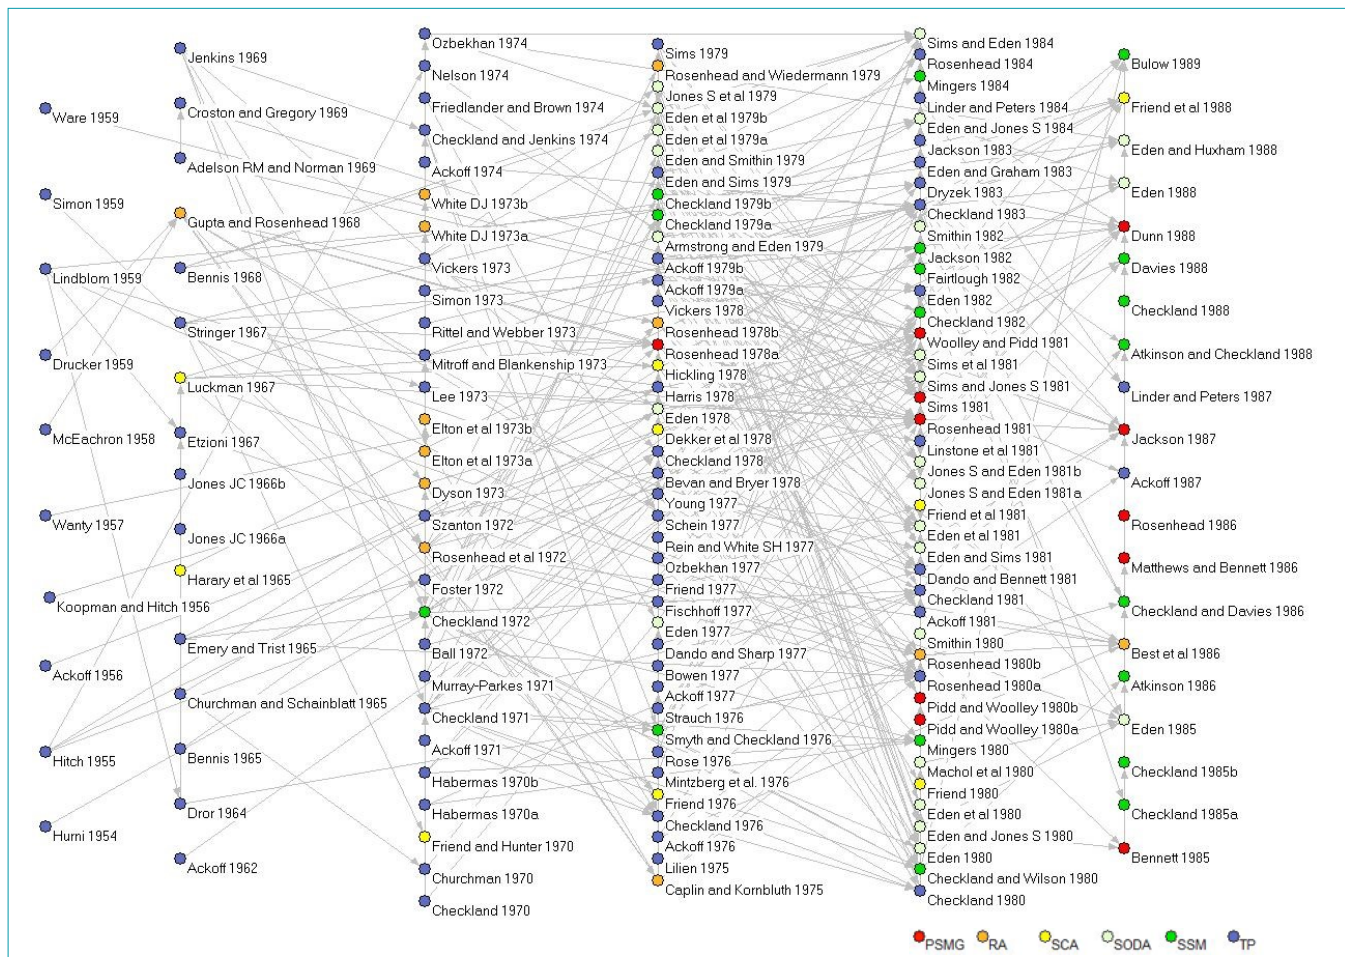 Ware 1959
Simon 1959
Lindblom 1959
Drucker 1959
McEachron 1958
Wanty 1957
Koopman and Hitch 1956
Ackoff 1956
Hitch 1955
Hurni 1954
Jenkins 1969
Croston and Gregory 1969
Adelson RM and Norman 1969
Gupta and Rosenhead 1968
Bennis 1968
Stringer 1967
Luckman 1967
Etzioni 1967
Jones JC 1966b
Jones JC 1966a
Harary et al 1965
Emery and Trist 1965
Churchman and Schainblatt 1965
Bennis 1965
Dror 1964
Ackoff 1962
Ozbekhan 1974
Nelson 1974
Friedlander and Brown 1974
Checkland and Jenkins 1974
Ackoff 1974
White DJ 1973b
White DJ 1973a
Vickers 1973
Simon 1973
Rittel and Webber 1973
Mitroff and Blankenship 1973
Lee 1973
Elton et al 1973b
Elton et al 1973a
Dyson 1973
Szanton 1972
Rosenhead et al 1972
Foster 1972
Checkland 1972
Ball 1972
Murray-Parkes 1971
Checkland 1971
Ackoff 1971
Habermas 1970b
Habermas 1970a
Friend and Hunter 1970
Churchman 1970
Checkland 1970
Sims 1979
Rosenhead and Wiedermann 1979
Jones S et al 1979
Eden et al 1979b
Eden et al 1979a
Eden and Smithin 1979
Eden and Sims 1979
Checkland 1979b
Checkland 1979a
Armstrong and Eden 1979
Ackoff 1979b
Ackoff 1979a
Vickers 1978
Rosenhead 1978b
Rosenhead 1978a
Hickling 1978
Harris 1978
Eden 1978
Dekker et al 1978
Checkland 1978
Bevan and Bryer 1978
Young 1977
Schein 1977
Rein and White SH 1977
Ozbekhan 1977
Friend 1977
Fischhoff 1977
Eden 1977
Dando and Sharp 1977
Bowen 1977
Ackoff 1977
Strauch 1976
Smyth and Checkland 1976
Rose 1976
Mintzberg et al. 1976
Friend 1976
Checkland 1976
Ackoff 1976
Lilien 1975
Caplin and Kornbluth 1975
Sims and Eden 1984
Rosenhead 1984
Mingers 1984
Linder and Peters 1984
Eden and Jones S 1984
Jackson 1983
Eden and Graham 1983
Dryzek 1983
Checkland 1983
Smithin 1982
Jackson 1982
Fairtlough 1982
Eden 1982
Checkland 1982
Woolley and Pidd 1981
Sims et al 1981
Sims and Jones S 1981
Sims 1981
Rosenhead 1981
Linstone et al 1981
Jones S and Eden 1981b
Jones S and Eden 1981a
Friend et al 1981
Eden et al 1981
Eden and Sims 1981
Dando and Bennett 1981
Checkland 1981
Ackoff 1981
Smithin 1980
Rosenhead 1980b
Rosenhead 1980a
Pidd and Woolley 1980b
Pidd and Woolley 1980a
Mingers 1980
Machol et al 1980
Friend 1980
Eden et al 1980
Eden and Jones S 1980
Eden 1980
Checkland and Wilson 1980
Checkland 1980
Bulow 1989
Friend et al 1988
Eden and Huxham 1988
Eden 1988
Dunn 1988
Davies 1988
Checkland 1988
Atkinson and Checkland 1988
Linder and Peters 1987
Jackson 1987
Ackoff 1987
Rosenhead 1986
Matthews and Bennett 1986
Checkland and Davies 1986
Best et al 1986
Atkinson 1986
Eden 1985
Checkland 1985b
Checkland 1985a
Bennett 1985
PSMG RA SCA SODA SSM TP